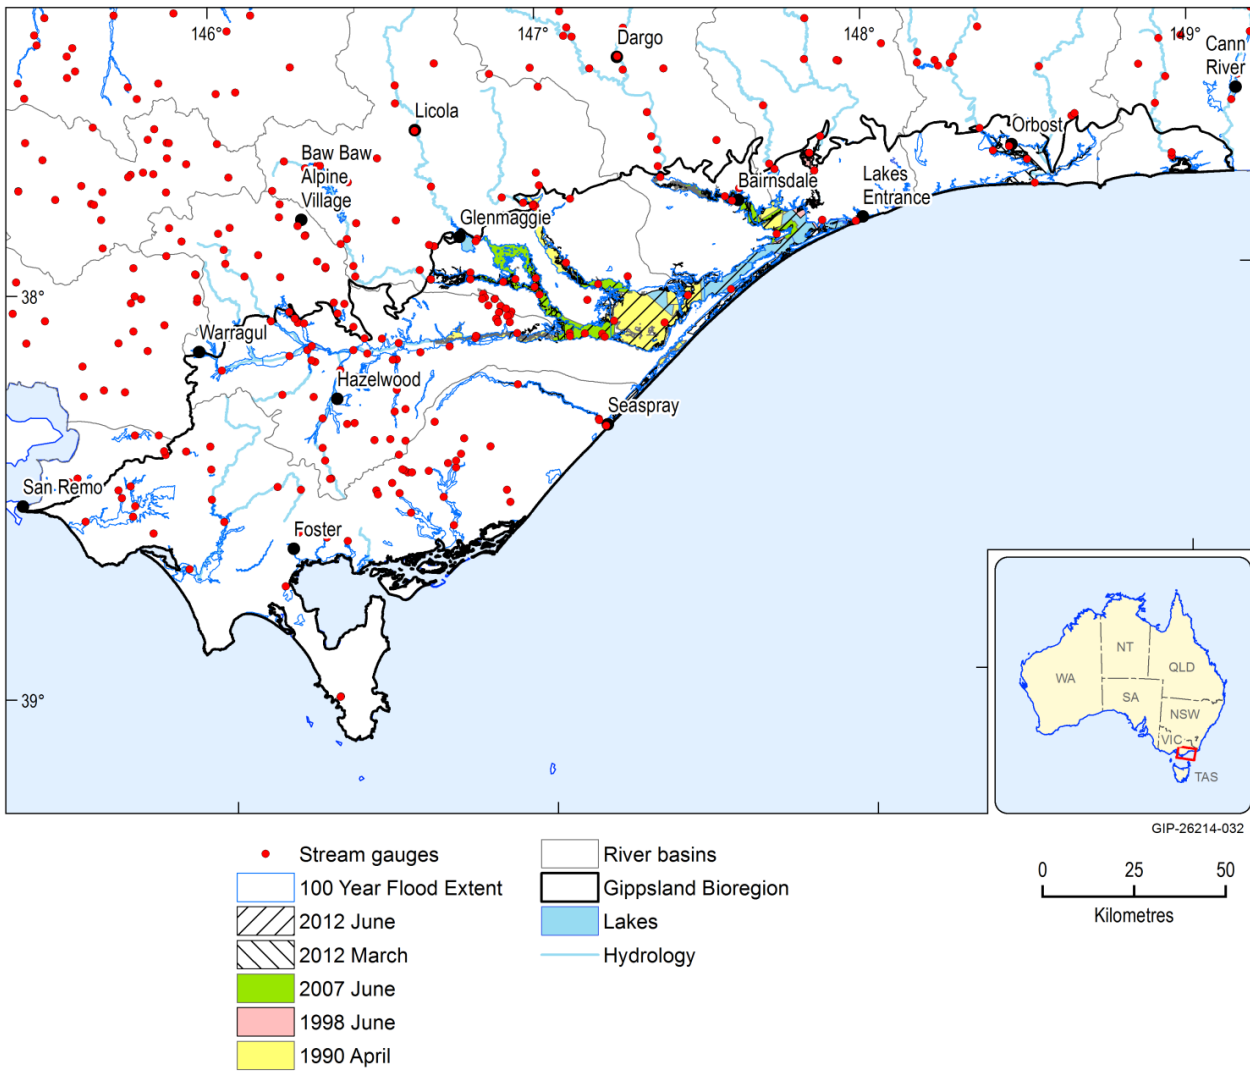 146°
147°
148°
149°
Dargo
Cann
River
Licola
Orbost
Baw Baw
Alpine
Village
Bairnsdale
Lakes
Entrance
Glenmaggie
38°
Warragul
Hazelwood
Seaspray
San Remo
Foster
39°
NT
WA
QLD
SA
NSW
VIC
TAS
GIP-26214-032
Stream gauges
100 Year Flood Extent
2012 June
2012 March
2007 June
1998 June
1990 April
River basins
Gippsland Bioregion
Lakes
Hydrology
0 25 50
Kilometres